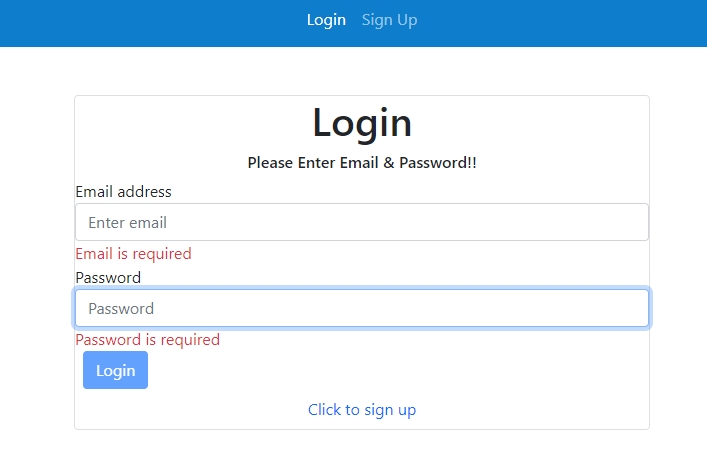 Login Sign Up
Login
Please Enter Email & Password!!
Email address
Enter email
Email is required
Password
Password
Password is required
Login
Click to sign up